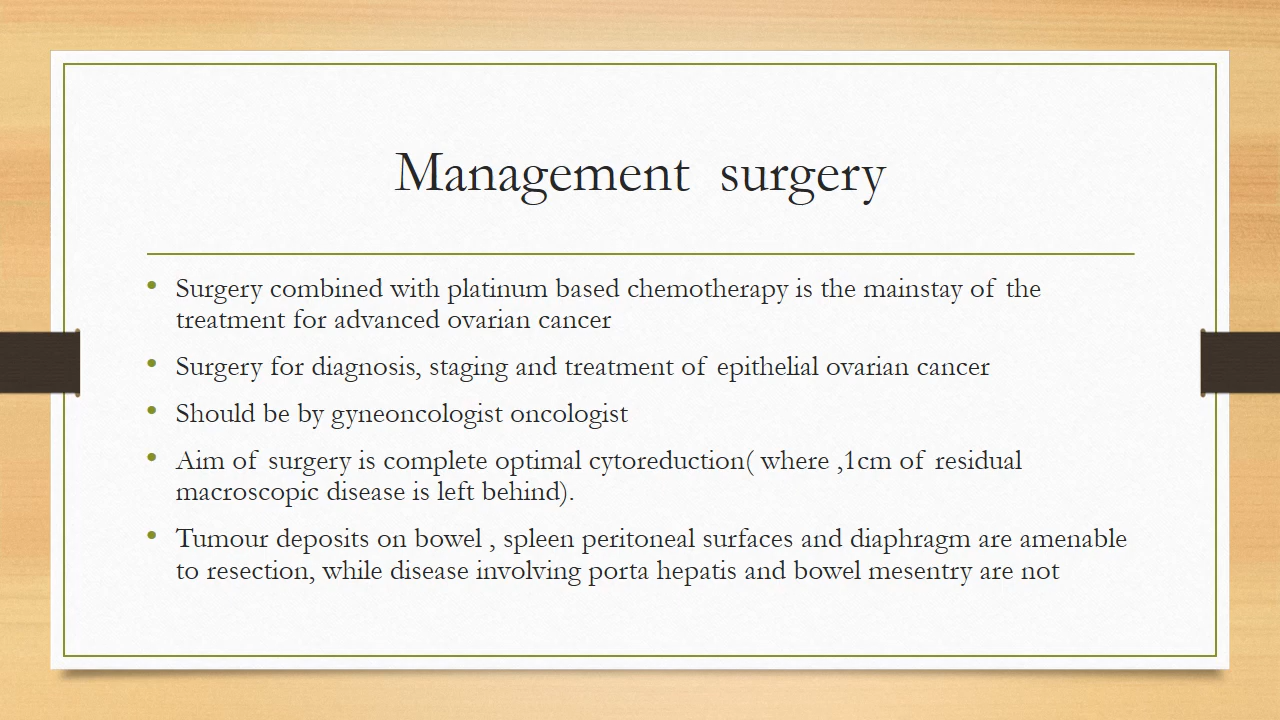 Management surgery
• Surgery combined with platinum based chemotherapy is the mainstay of the
treatment for advanced ovarian cancer
• Surgery for diagnosis, staging and treatment of epithelial ovarian cancer
• Should be by gyneoncologist oncologist
• Aim of surgery is complete optimal cytoreduction( where ,1cm of residual
macroscopic disease is left behind).
• Tumour deposits on bowel , spleen peritoneal surfaces and diaphragm are amenable
to resection, while disease involving porta hepatis and bowel mesentry are not